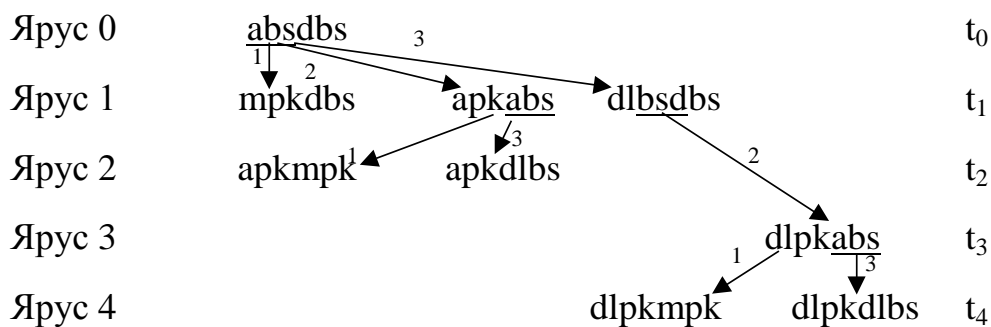 Ярус 0 absdbs t₀
1 2 3
Ярус 1 mpkdbs apkabs dlbsdbs t₁
1 3 2
Ярус 2 apkmpk apkdlbs t₂
Ярус 3 dlpkabs t₃
1 3
Ярус 4 dlpkmpk dlpkdlbs t₄